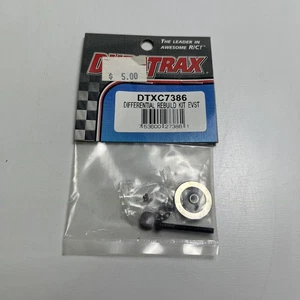 THE LEADER IN
AWESOME R/C!
DURATRAX
$ 5.00
DTXC7386
DIFFERENTIAL REBUILD KIT EVST